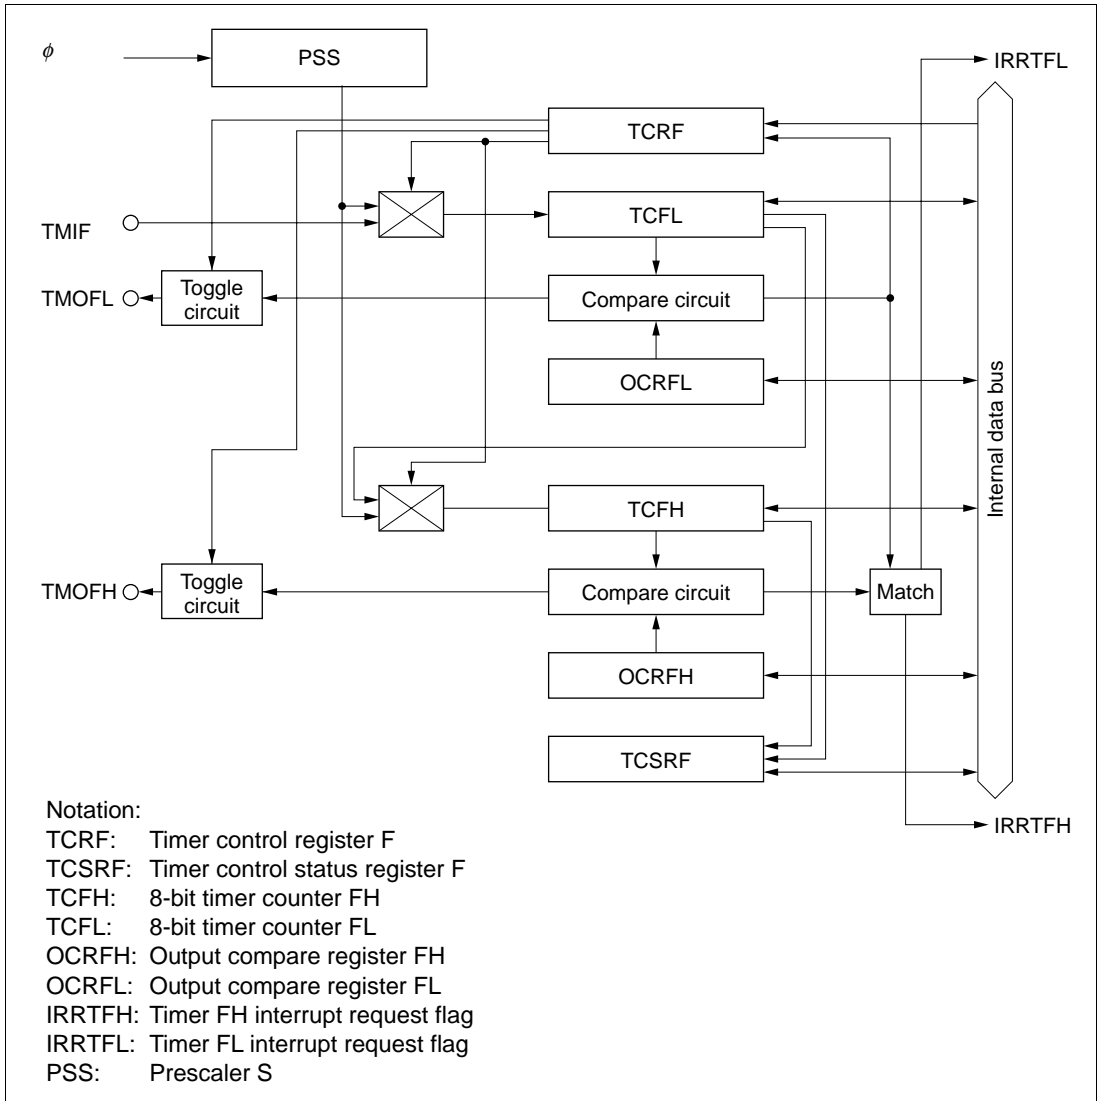 ϕ
PSS
IRRTFL
TCRF
TMIF
TCFL
TMOFL
Toggle
circuit
Compare circuit
OCRFL
Internal data bus
TCFH
TMOFH
Toggle
circuit
Compare circuit
Match
OCRFH
TCSRF
IRRTFH
Notation:
TCRF: Timer control register F
TCSRF: Timer control status register F
TCFH: 8-bit timer counter FH
TCFL: 8-bit timer counter FL
OCRFH: Output compare register FH
OCRFL: Output compare register FL
IRRTFH: Timer FH interrupt request flag
IRRTFL: Timer FL interrupt request flag
PSS: Prescaler S